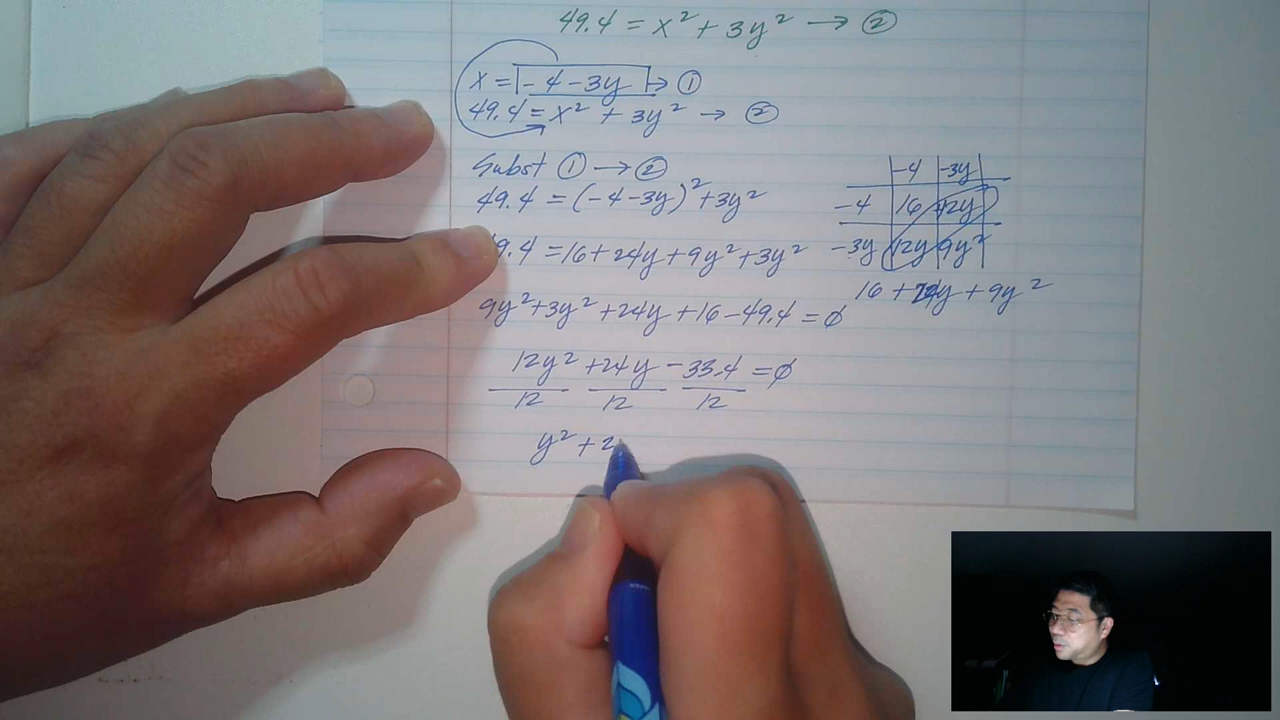 49.4 = x² + 3y² → ②
x = -4-3y → ①
49.4 = x² + 3y² → ②
Subst ① → ②
49.4 = (-4-3y)² + 3y²
9.4 = 16 + 24y + 9y² + 3y²
9y² + 3y² + 24y + 16 - 49.4 = ∅
12y² + 24y - 33.4 = ∅
12 12 12
y² + 2
-4 -3y
-4 16 12y
-3y 12y 9y²
16 + 24y + 9y²